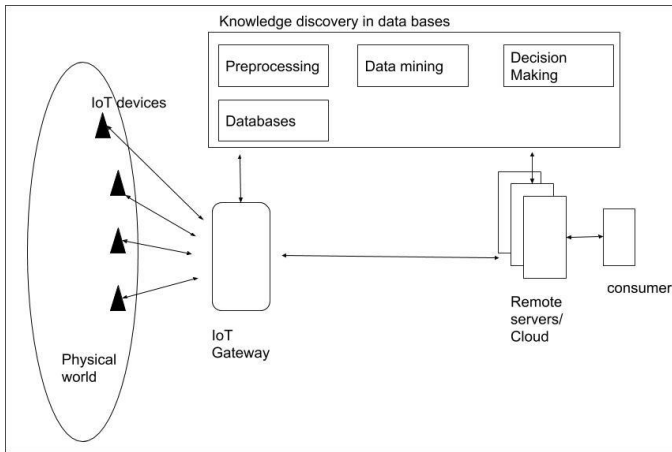 Knowledge discovery in data bases
Preprocessing
Data mining
Decision
Making
Databases
IoT devices
Physical
world
IoT
Gateway
Remote
servers/
Cloud
consumer